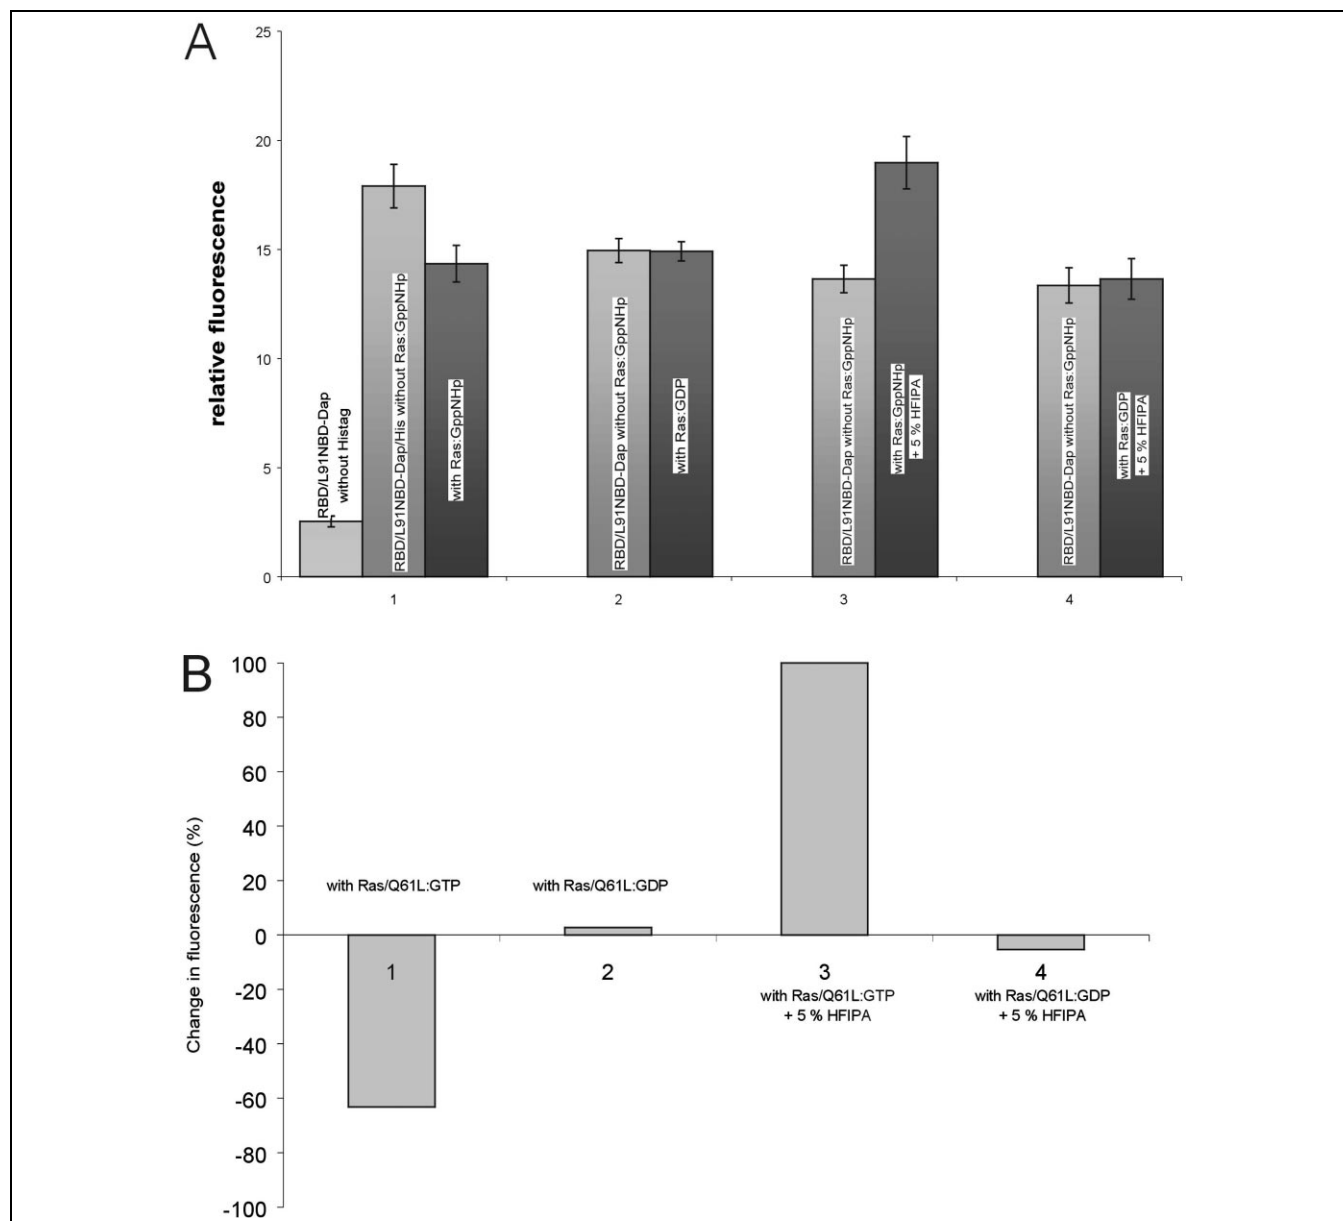 A
25
20
15
10
5
0
relative fluorescence
RBD/L91NBD-Dap
without Histag
RBD/L91NBD-Dap/His without Ras:GppNHp
with Ras:GppNHp
RBD/L91NBD-Dap without Ras:GppNHp
with Ras:GDP
RBD/L91NBD-Dap without Ras:GppNHp
with Ras:GppNHp
+ 5 % HFIPA
RBD/L91NBD-Dap without Ras:GppNHp
with Ras:GDP
+ 5 % HFIPA
1
2
3
4
B
100
80
60
40
20
0
-20
-40
-60
-80
-100
Change in fluorescence (%)
with Ras/Q61L:GTP
with Ras/Q61L:GDP
1
2
3
4
with Ras/Q61L:GTP
+ 5 % HFIPA
with Ras/Q61L:GDP
+ 5 % HFIPA